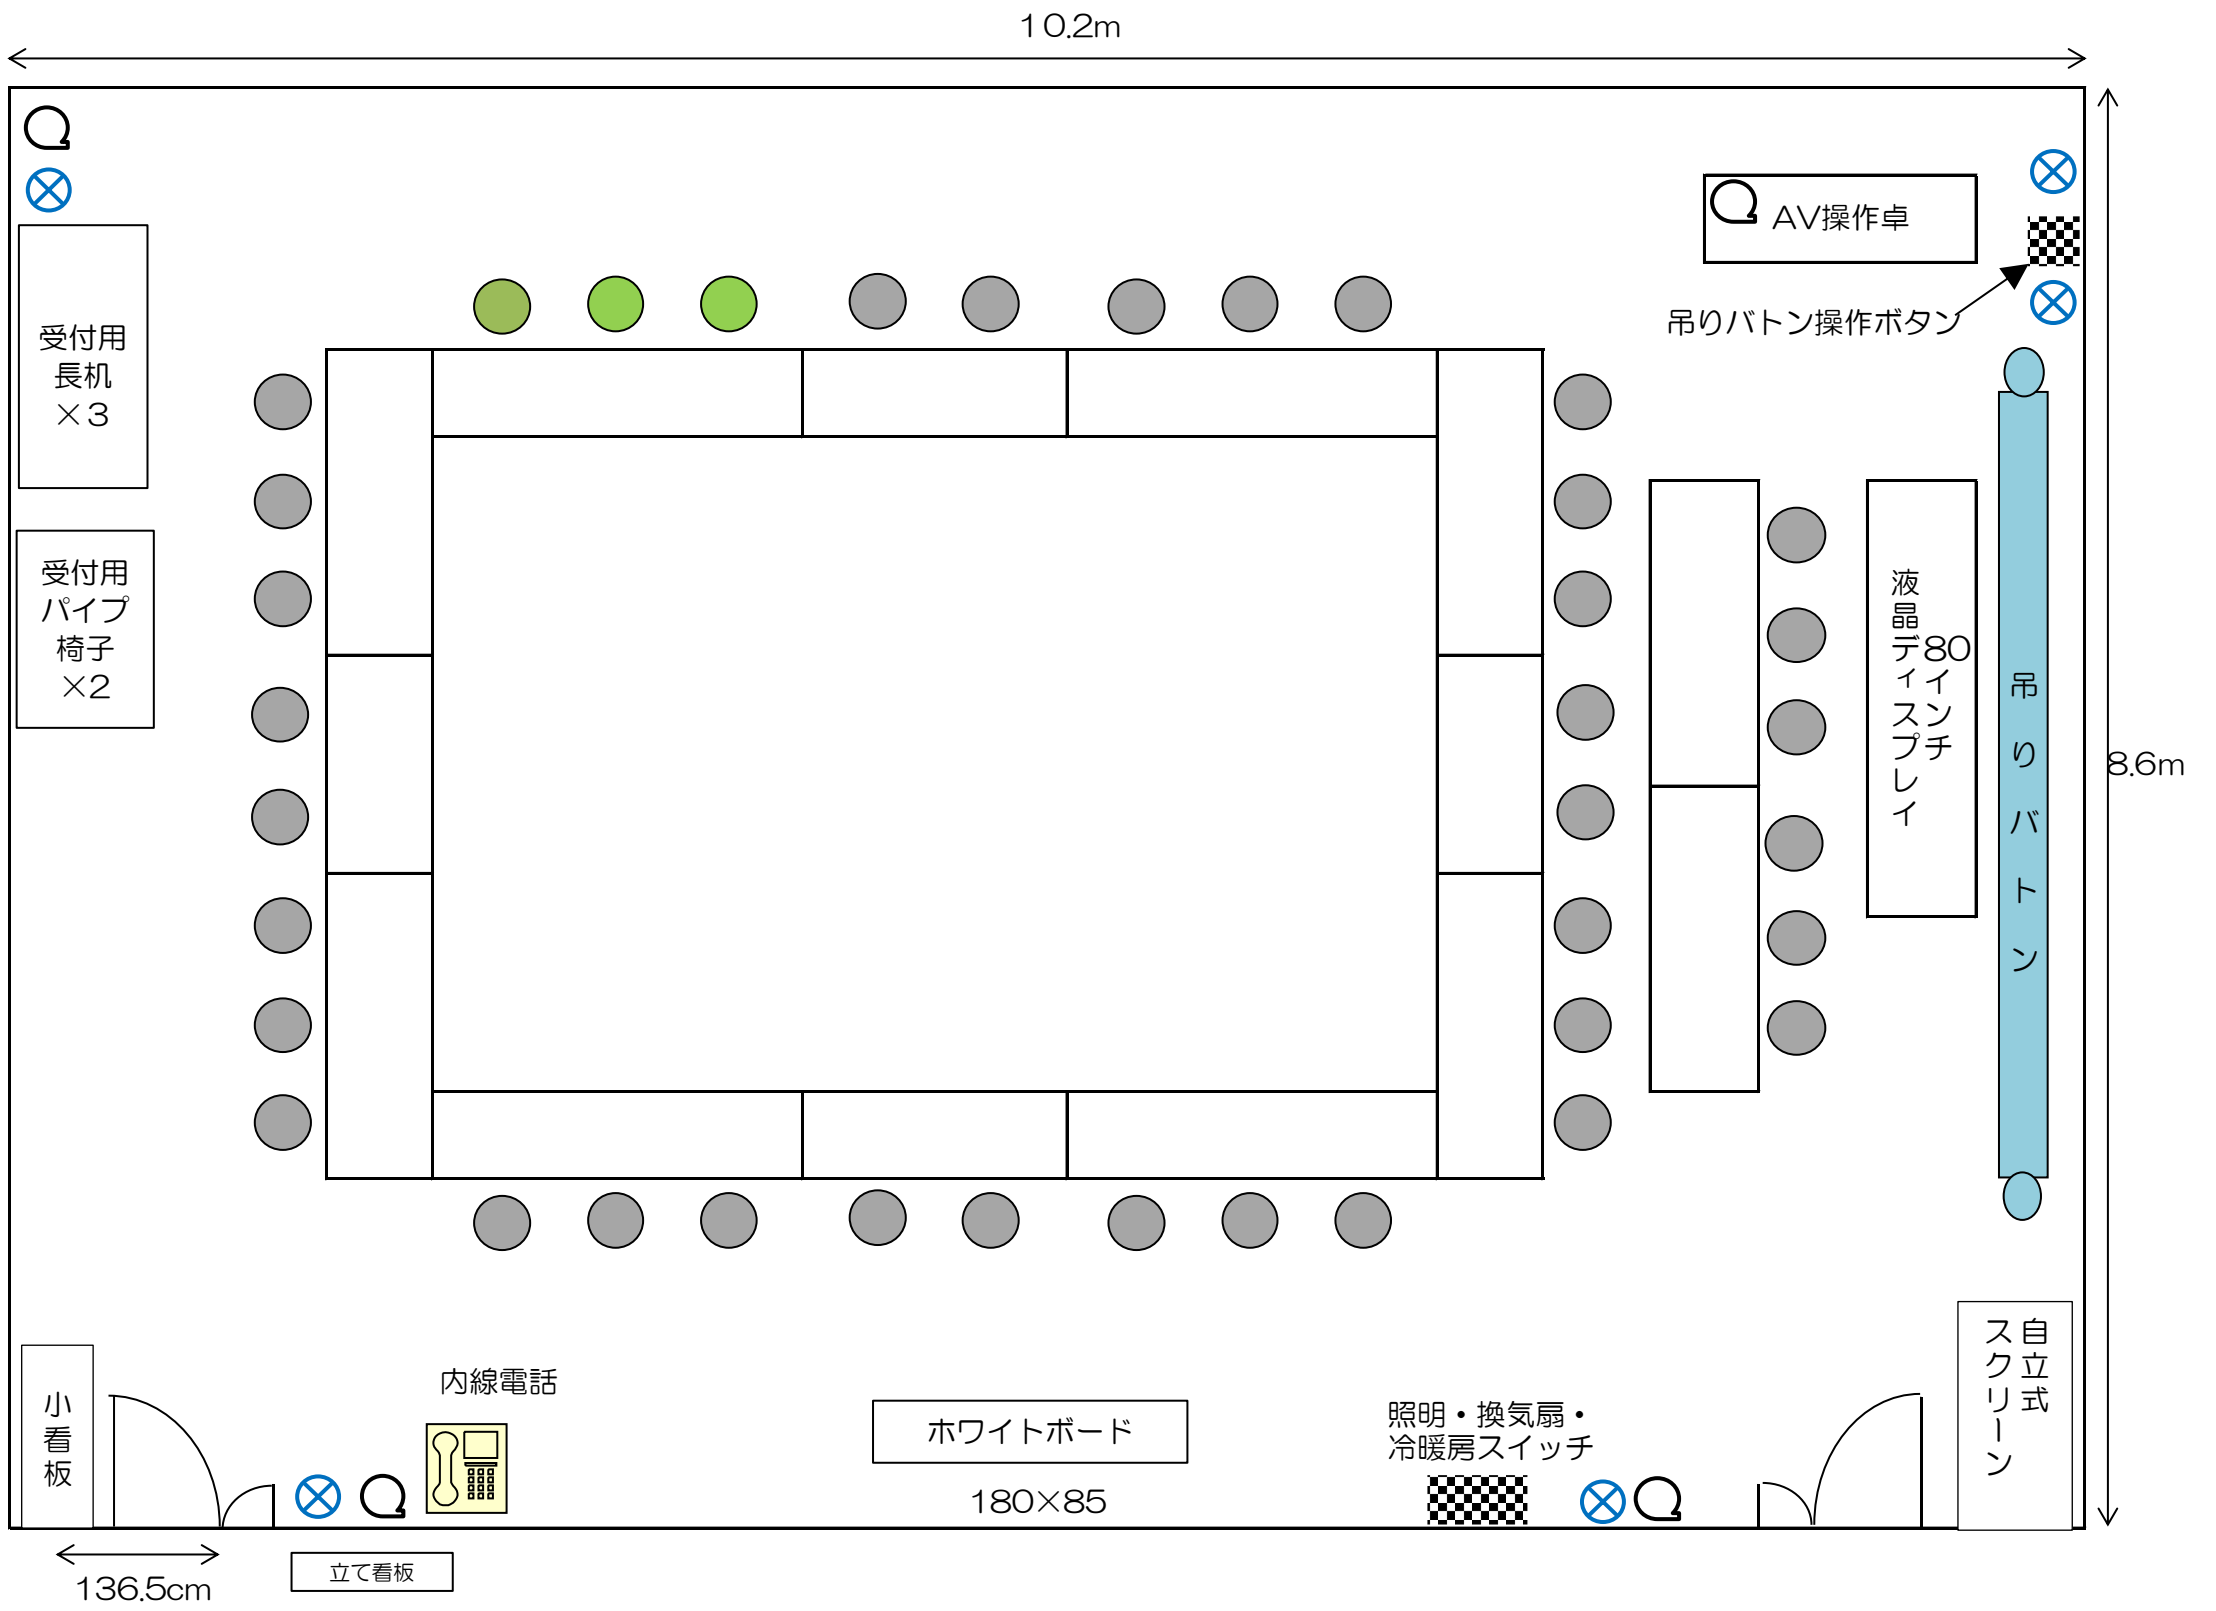 10.2m
AV操作卓
吊りバトン操作ボタン
受付用
長机
×3
受付用
パイプ
椅子
×2
80インチ
液晶ディスプレイ
吊りバトン
8.6m
自立式
スクリーン
小看板
内線電話
ホワイトボード
180×85
照明・換気扇・
冷暖房スイッチ
立て看板
136.5cm